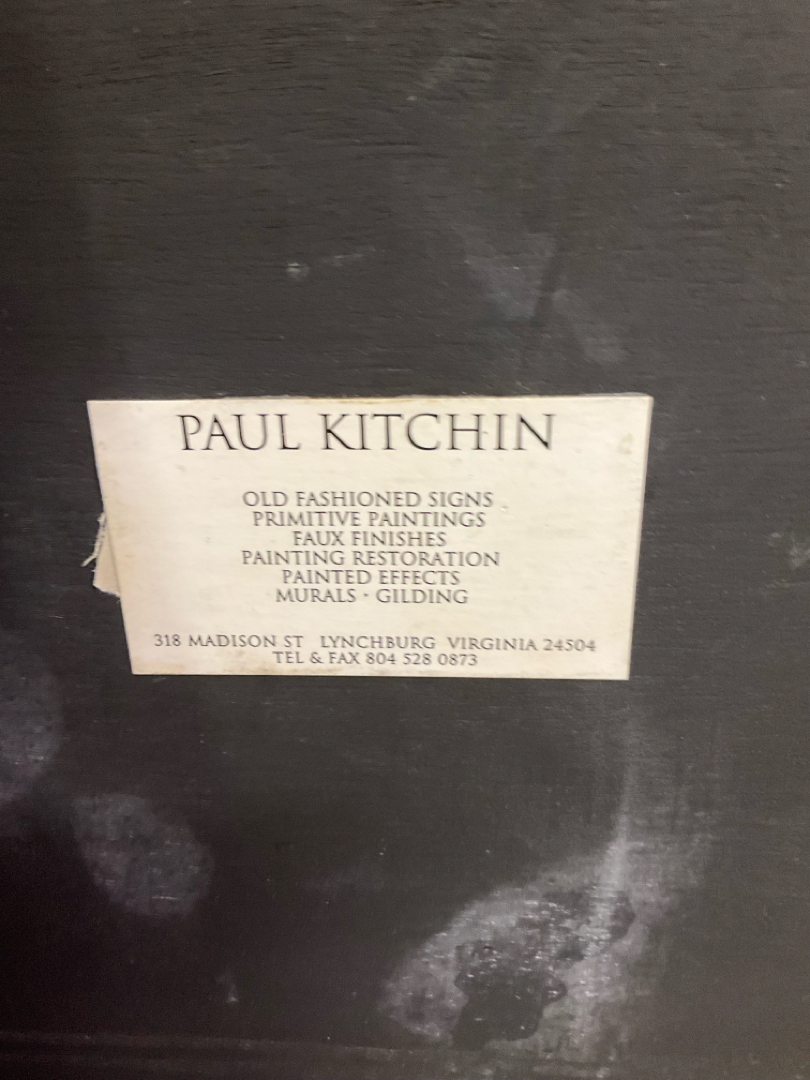 PAUL KITCHIN
OLD FASHIONED SIGNS
PRIMITIVE PAINTINGS
FAUX FINISHES
PAINTING RESTORATION
PAINTED EFFECTS
MURALS · GILDING
318 MADISON ST LYNCHBURG VIRGINIA 24504
TEL & FAX 804 528 0873